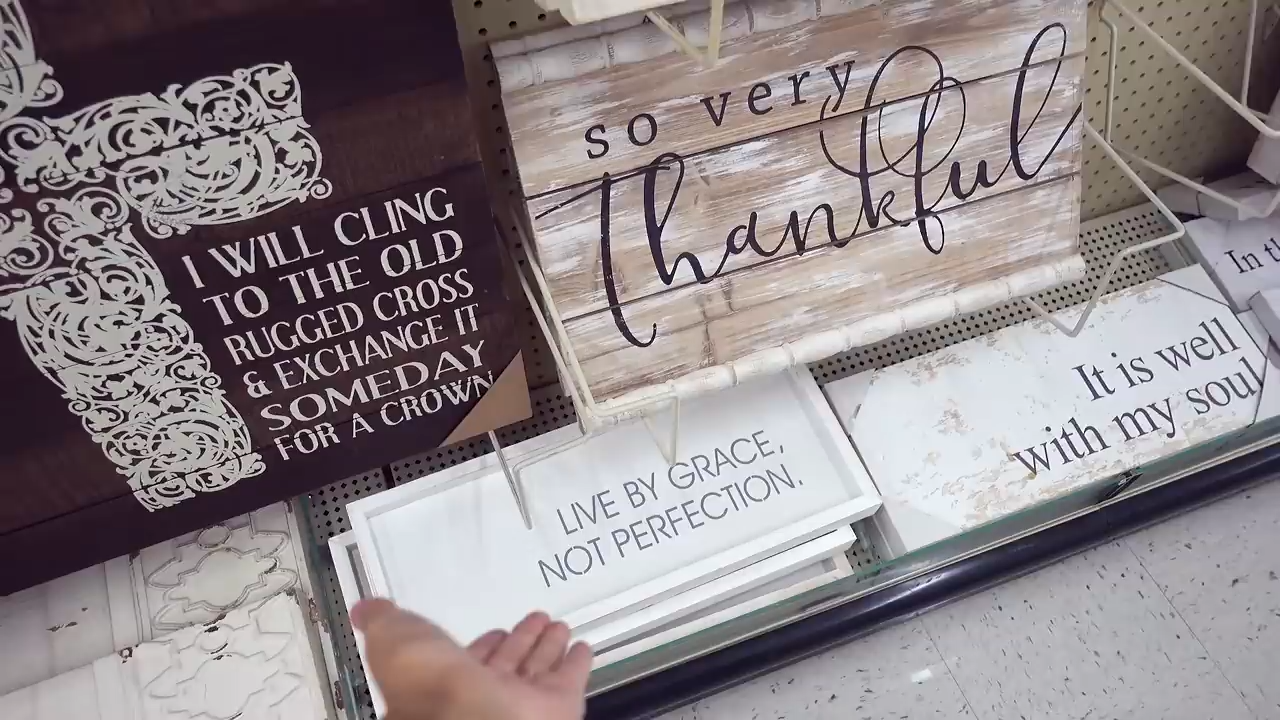 I WILL CLING
TO THE OLD
RUGGED CROSS
& EXCHANGE IT
SOMEDAY
FOR A CROWN
so very
thankful
LIVE BY GRACE,
NOT PERFECTION.
It is well
with my soul
In